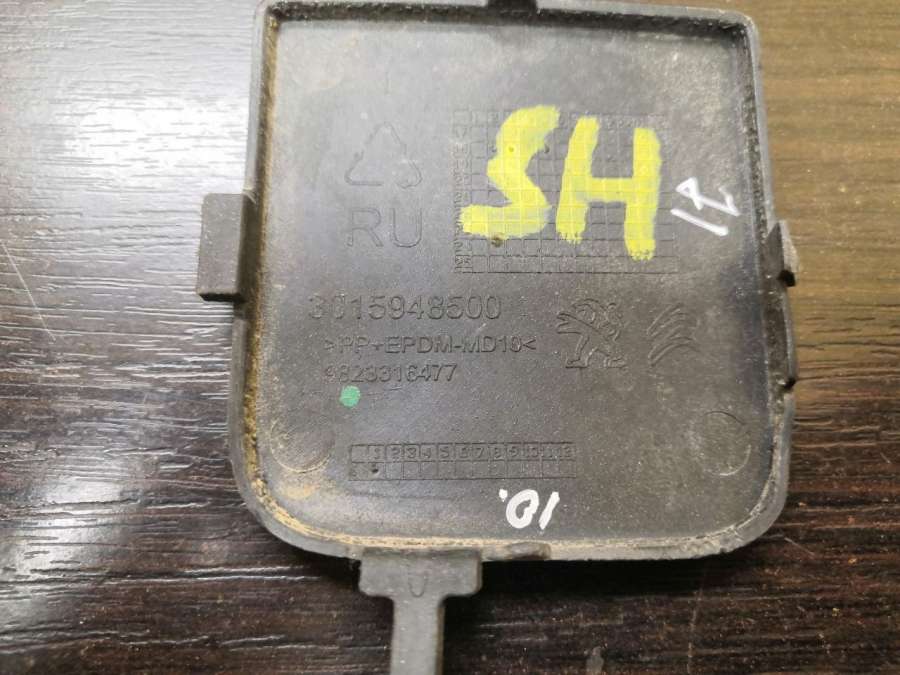 SH
RU
3015948500
>PP+EPDM-MD10<
9823316477
1 2 3 4 5 6 7 8 9 10 11 12
10.